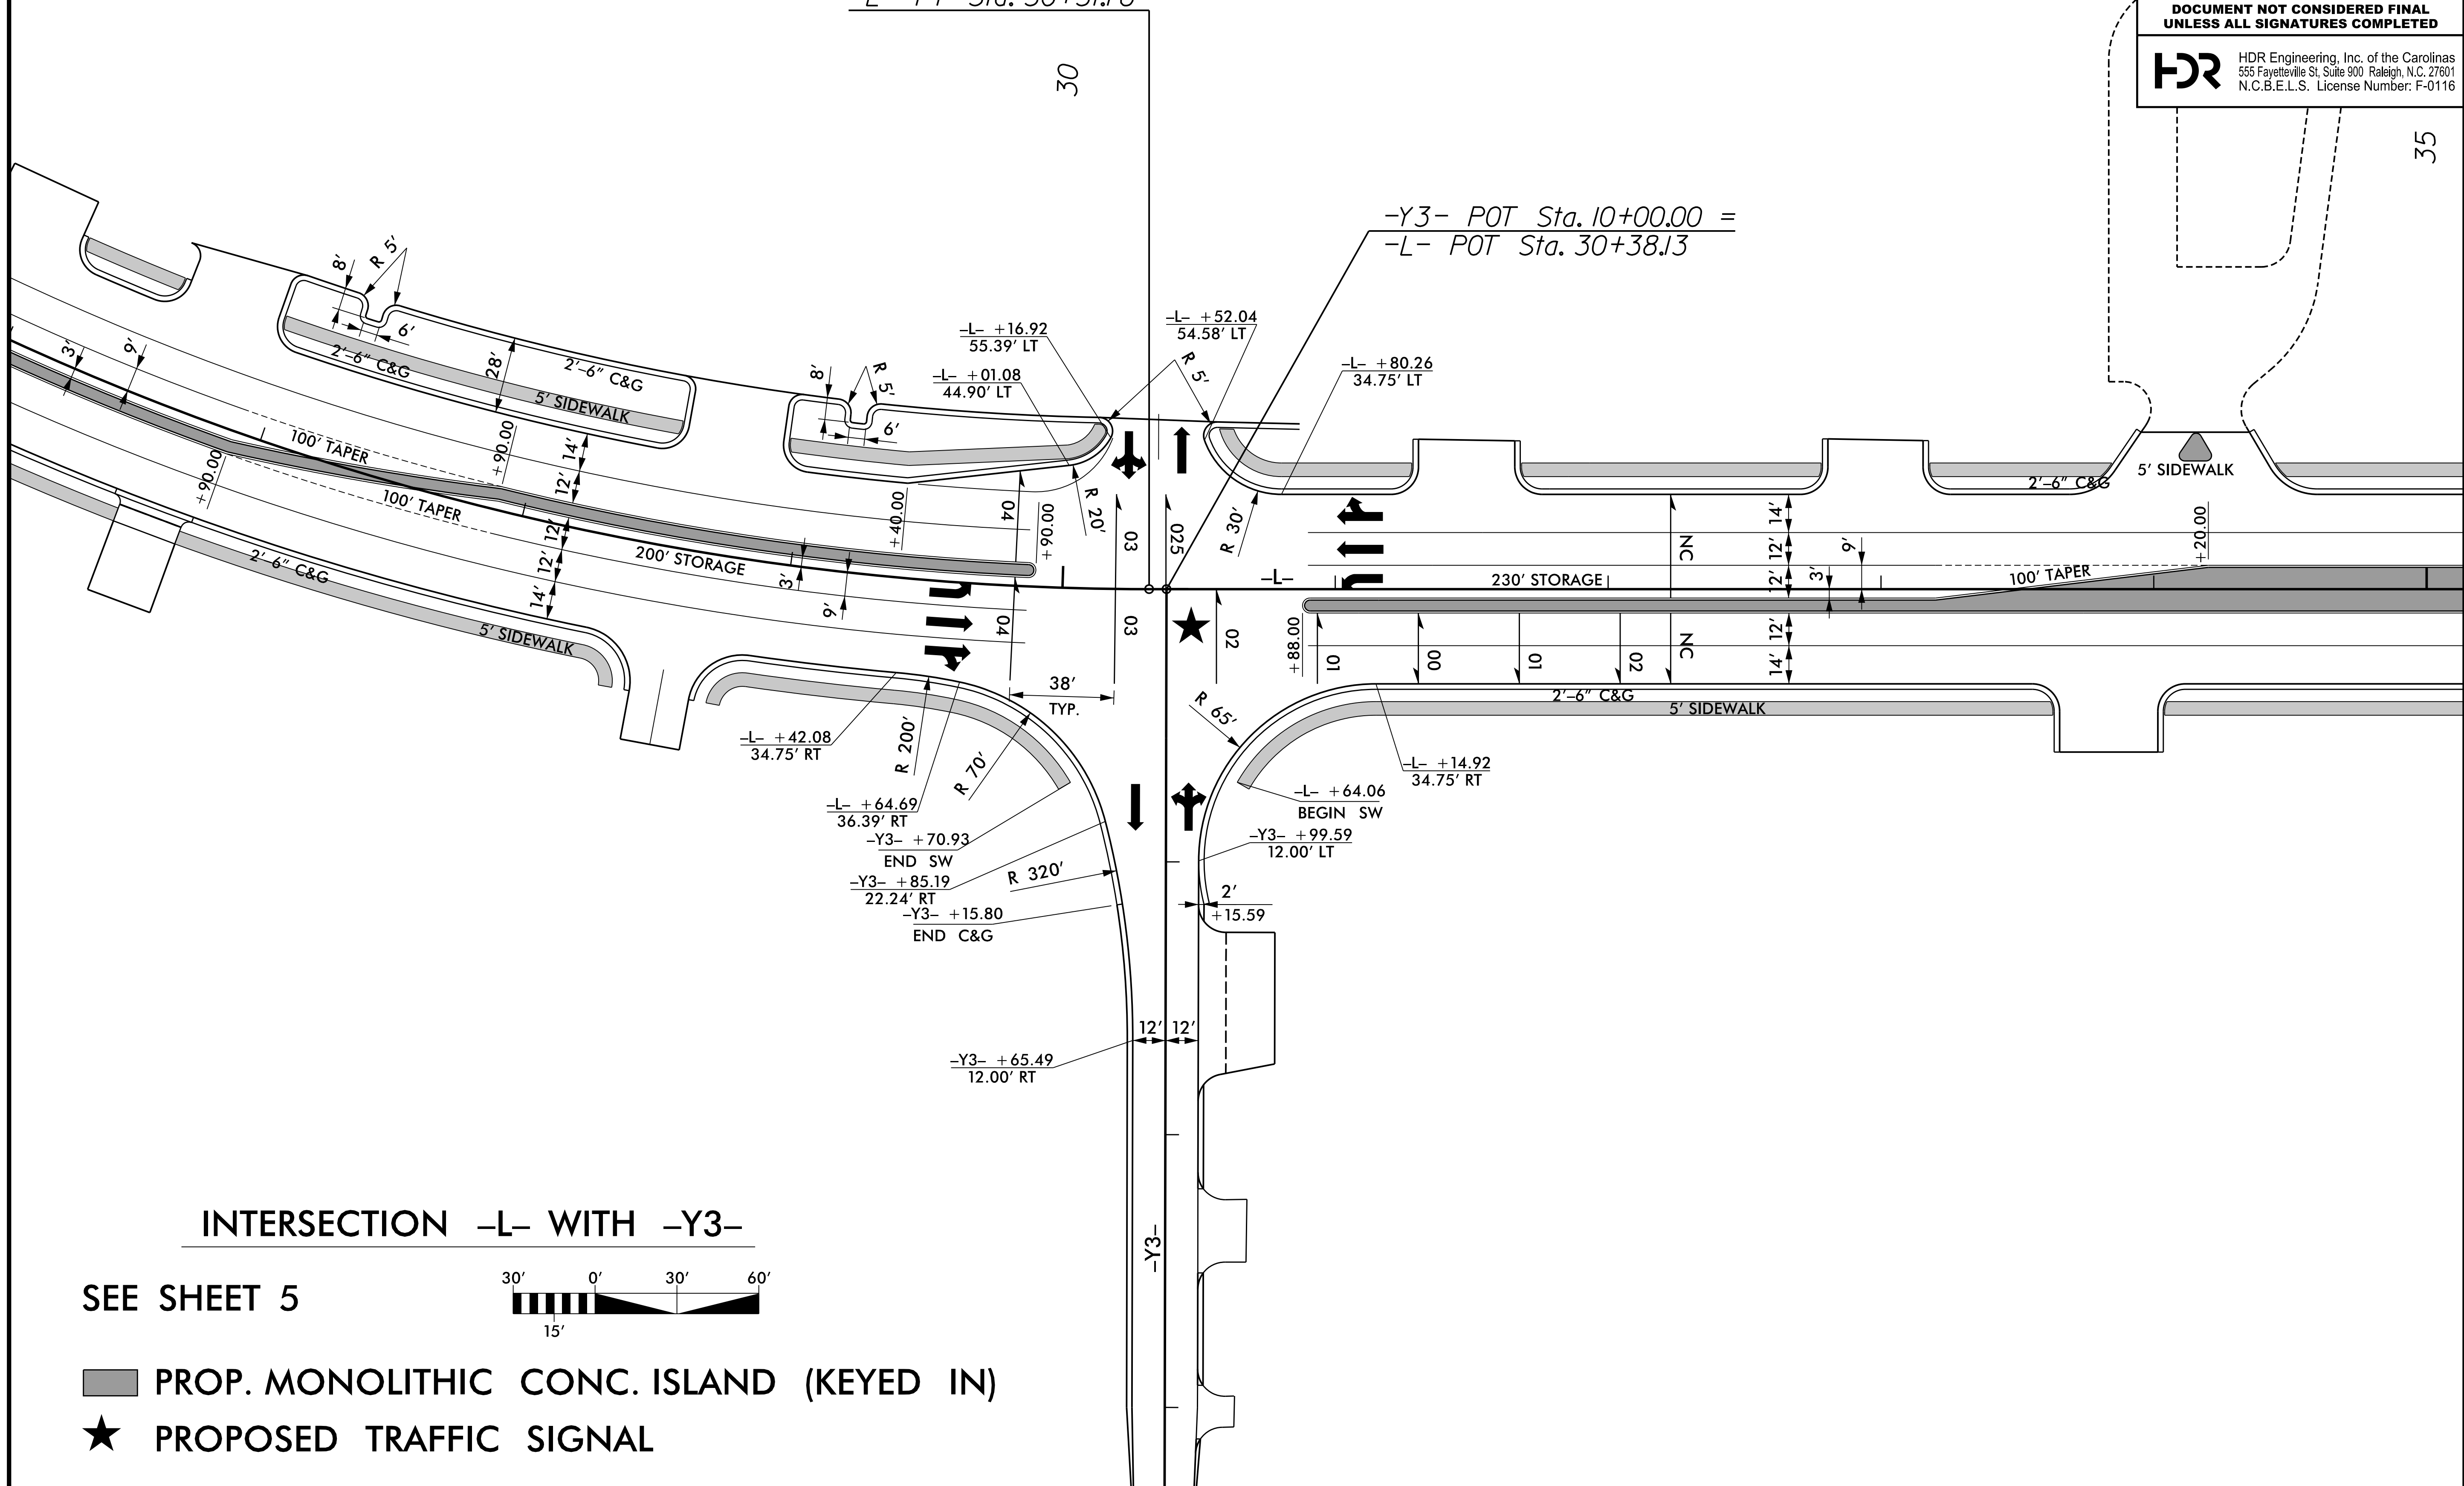 DOCUMENT NOT CONSIDERED FINAL
UNLESS ALL SIGNATURES COMPLETED
HDR
HDR Engineering, Inc. of the Carolinas
555 Fayetteville St, Suite 900 Raleigh, N.C. 27601
N.C.B.E.L.S. License Number: F-0116
30
35
-Y3- POT Sta. 10+00.00 =
-L- POT Sta. 30+38.13
8'
R 5'
6'
2'-6" C&G
28'
2'-6" C&G
5' SIDEWALK
3'
9'
100' TAPER
+90.00
+90.00
100' TAPER
14'
12'
12'
12'
14'
8'
R 5'
6'
-L- +16.92
55.39' LT
-L- +01.08
44.90' LT
-L- +52.04
54.58' LT
R 5'
-L- +80.26
34.75' LT
+40.00
04
+90.00
R 20'
03
025
R 30'
200' STORAGE
3'
9'
04
03
02
-L-
230' STORAGE
NC
14'
12'
12'
9'
3'
100' TAPER
+20.00
2'-6" C&G
5' SIDEWALK
+88.00
01
00
01
02
NC
12'
14'
2'-6" C&G
5' SIDEWALK
2'-6" C&G
5' SIDEWALK
38'
TYP.
R 65'
-L- +42.08
34.75' RT
R 200'
R 70'
-L- +64.69
36.39' RT
-Y3- +70.93
END SW
-Y3- +85.19
22.24' RT
R 320'
-Y3- +15.80
END C&G
-L- +14.92
34.75' RT
-L- +64.06
BEGIN SW
-Y3- +99.59
12.00' LT
2'
+15.59
12'
12'
-Y3- +65.49
12.00' RT
-Y3-
INTERSECTION -L- WITH -Y3-
SEE SHEET 5
30'
0'
30'
60'
15'
PROP. MONOLITHIC CONC. ISLAND (KEYED IN)
PROPOSED TRAFFIC SIGNAL